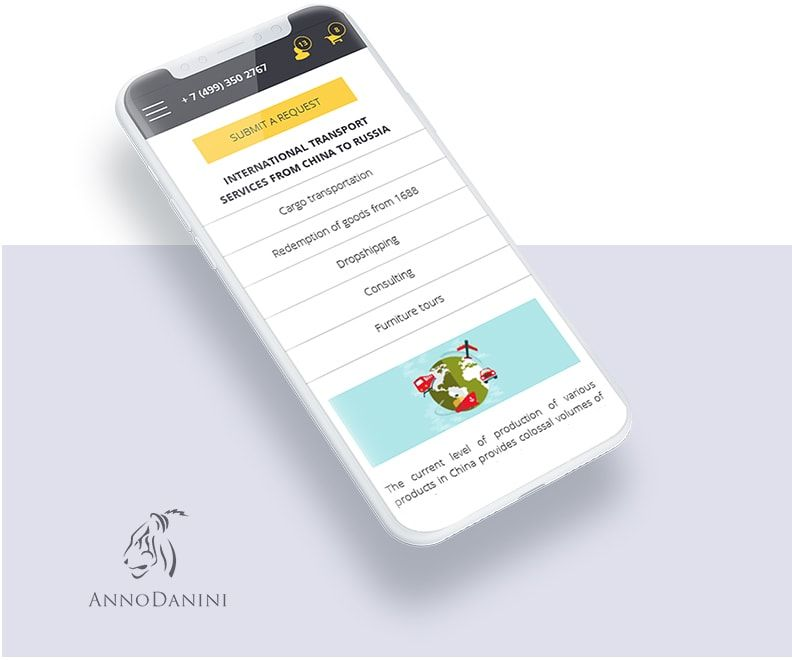 + 7 (499) 350 2767
13
8
SUBMIT A REQUEST
INTERNATIONAL TRANSPORT
SERVICES FROM CHINA TO RUSSIA
Cargo transportation
Redemption of goods from 1688
Dropshipping
Consulting
Furniture tours
The current level of production of various
products in China provides colossal volumes of
ANNODANINI